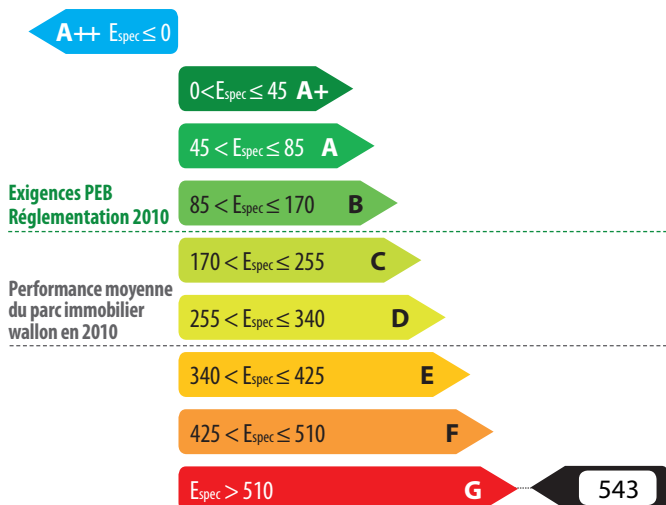 A++ Espec ≤ 0
0<Espec ≤ 45 A+
45 < Espec ≤ 85 A
Exigences PEB
Réglementation 2010
85 < Espec ≤ 170 B
170 < Espec ≤ 255 C
Performance moyenne
du parc immobilier
wallon en 2010
255 < Espec ≤ 340 D
340 < Espec ≤ 425 E
425 < Espec ≤ 510 F
Espec > 510 G
543